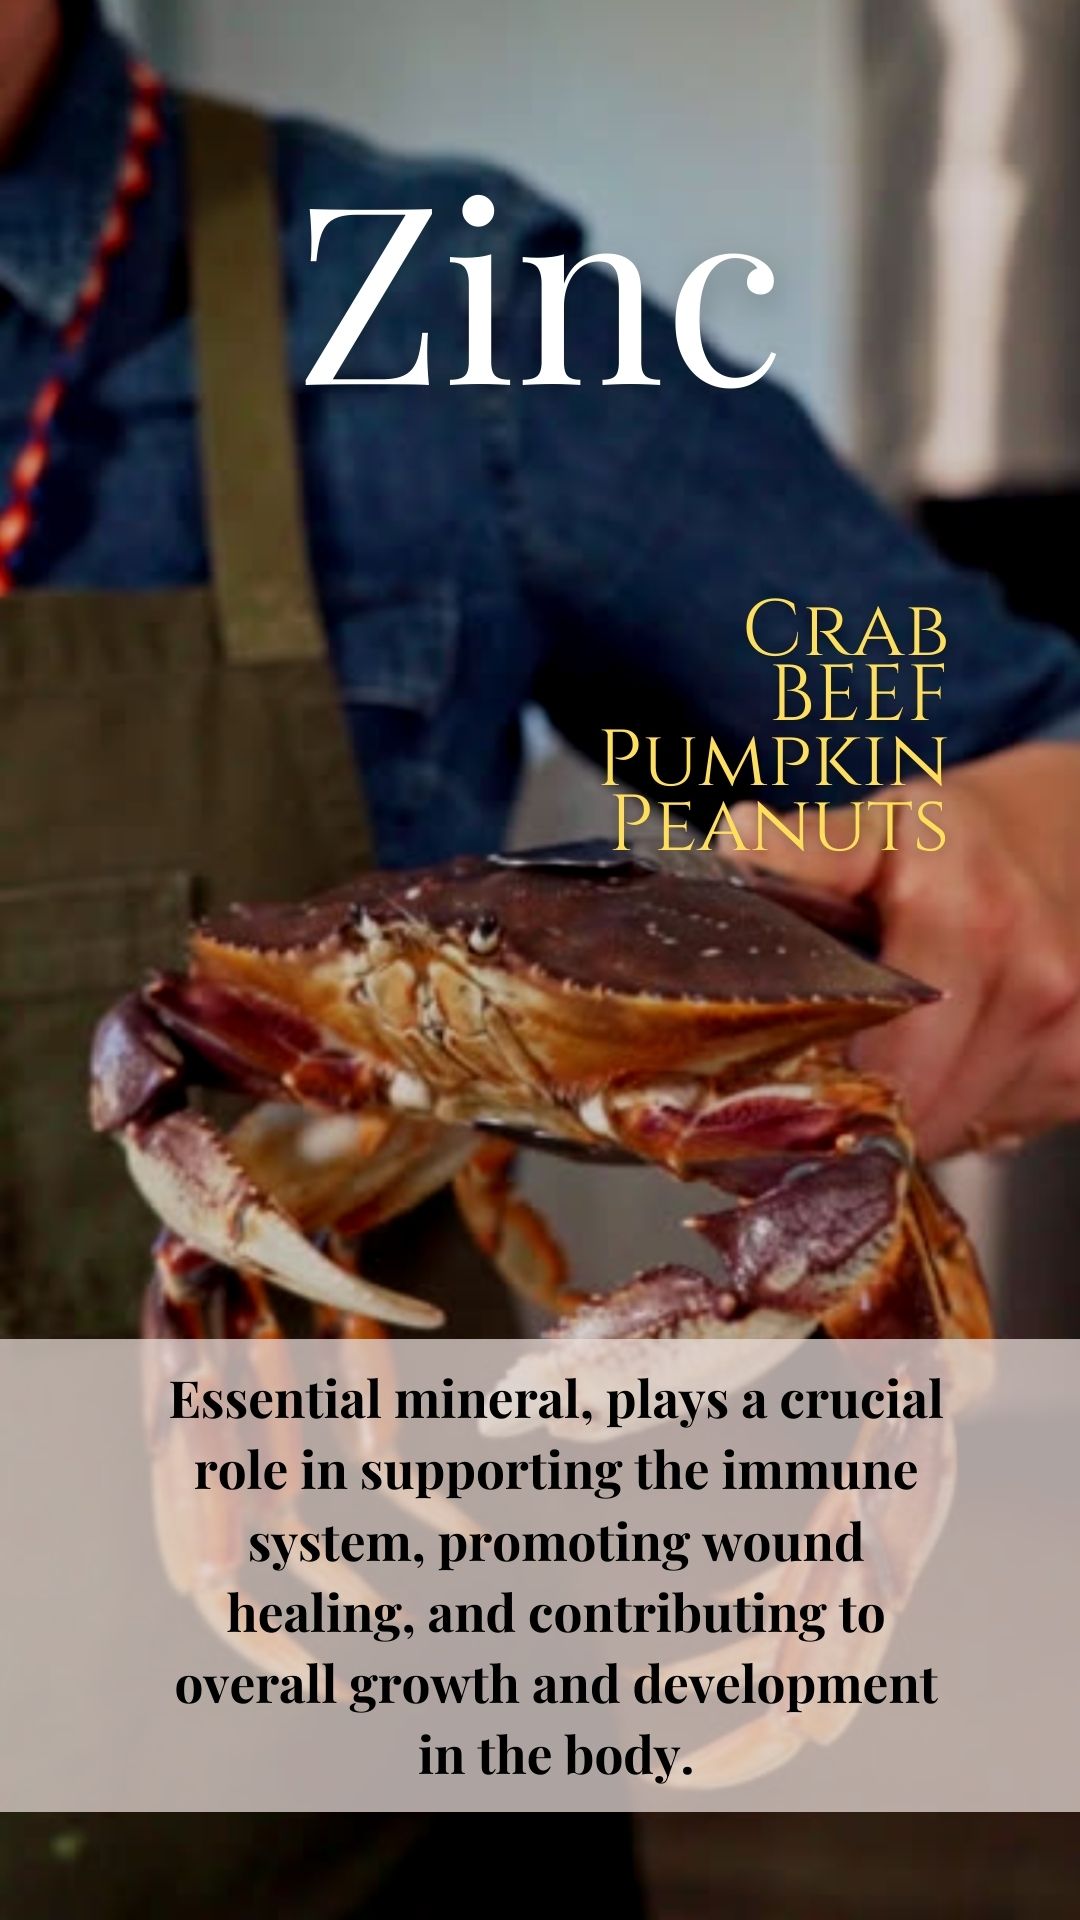 Zinc
Crab
BEEF
Pumpkin
Peanuts
Essential mineral, plays a crucial
role in supporting the immune
system, promoting wound
healing, and contributing to
overall growth and development
in the body.